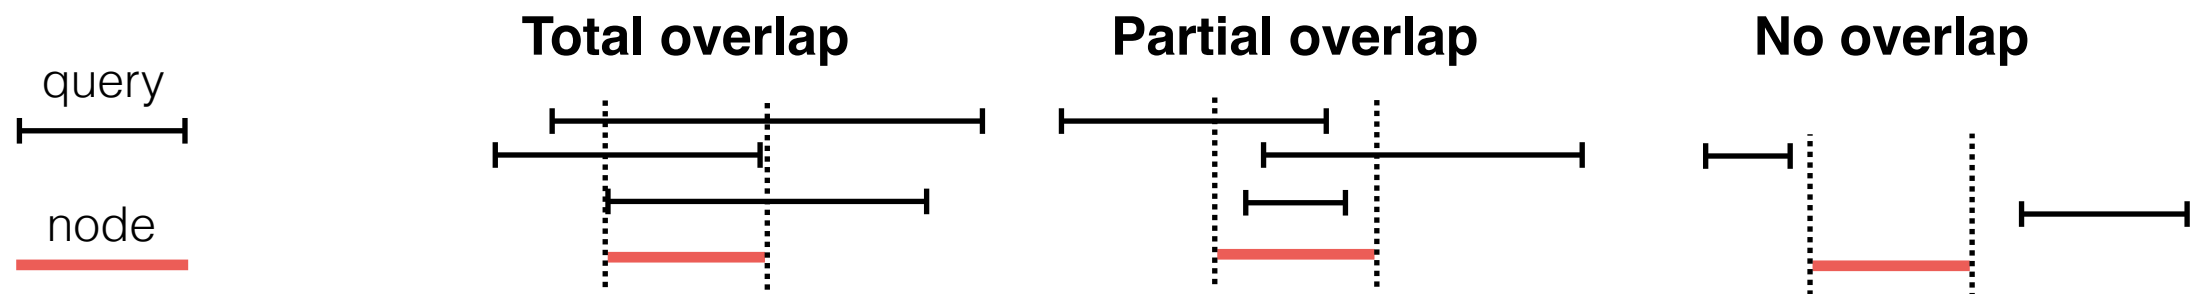 Total overlap
Partial overlap
No overlap
query
node